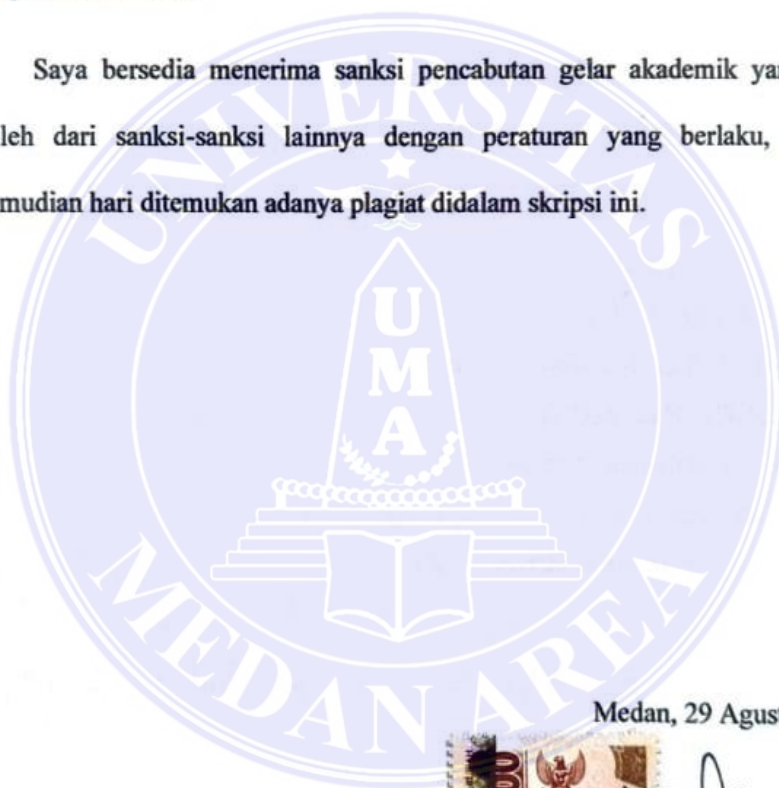 Saya bersedia menerima sanksi pencabutan gelar akademik yan
leh dari sanksi-sanksi lainnya dengan peraturan yang berlaku,
mudian hari ditemukan adanya plagiat didalam skripsi ini.
UNIVERSITAS
UMA
MEDAN AREA
Medan, 29 Agust